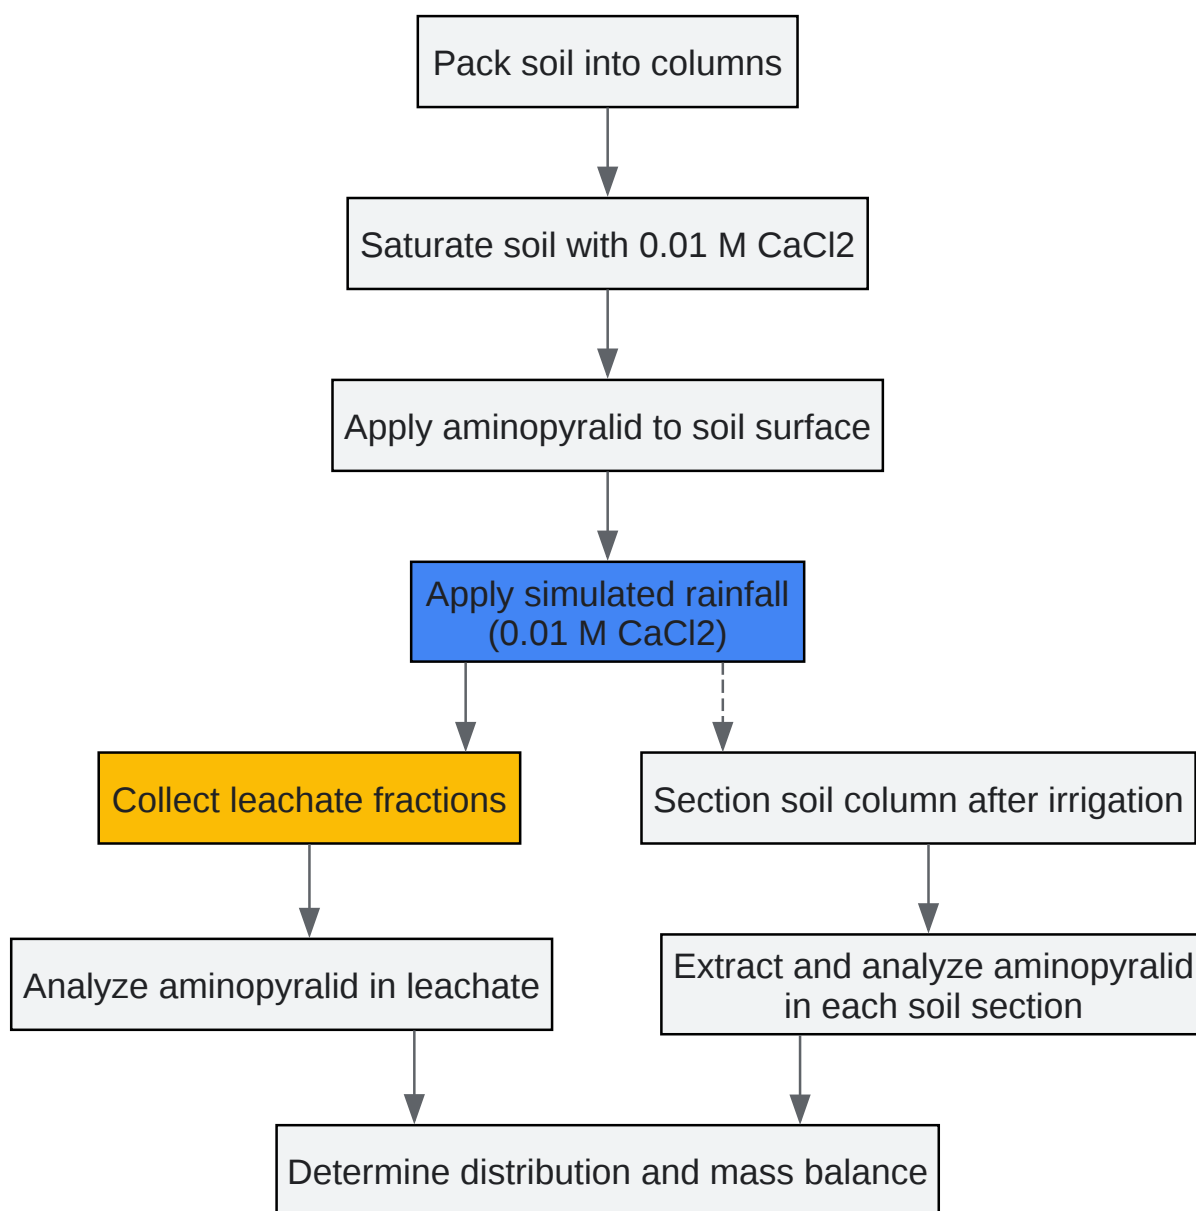 Pack soil into columns
Saturate soil with 0.01 M CaCl2
Apply aminopyralid to soil surface
Apply simulated rainfall
(0.01 M CaCl2)
Collect leachate fractions
Section soil column after irrigation
Analyze aminopyralid in leachate
Extract and analyze aminopyralid
in each soil section
Determine distribution and mass balance